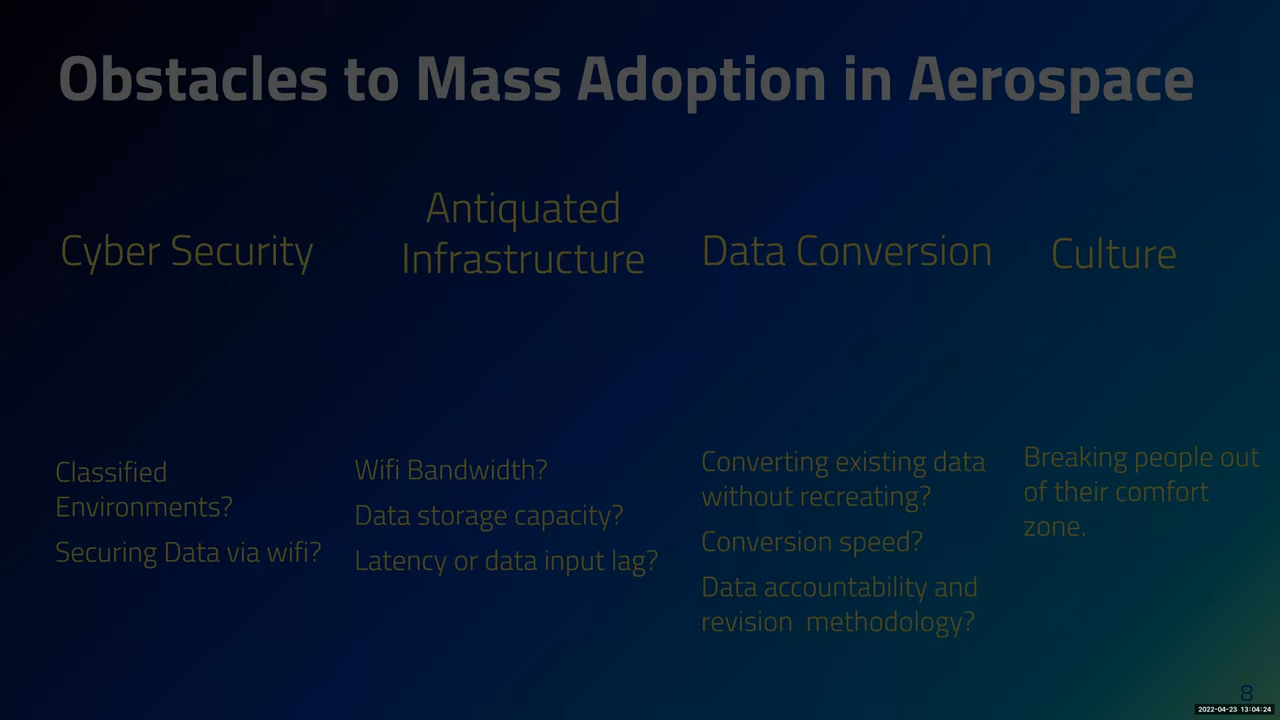 Obstacles to Mass Adoption in Aerospace
Cyber Security
Classified
Environments?
Securing Data via wifi?
Antiquated
Infrastructure
Wifi Bandwidth?
Data storage capacity?
Latency or data input lag?
Data Conversion
Converting existing data
without recreating?
Conversion speed?
Data accountability and
revision methodology?
Culture
Breaking people out
of their comfort
zone.
8
2022-04-23 13:04:24